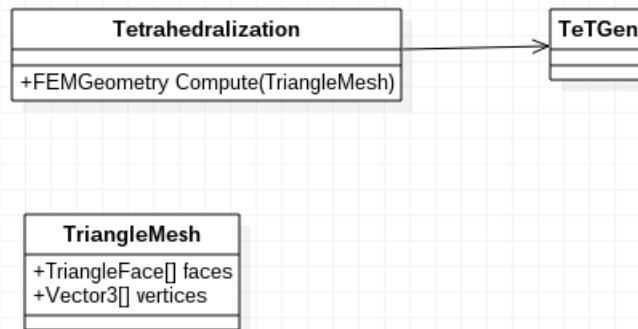 Tetrahedralization
TeTGen
+FEMGeometry Compute(TriangleMesh)
TriangleMesh
+TriangleFace[] faces
+Vector3[] vertices